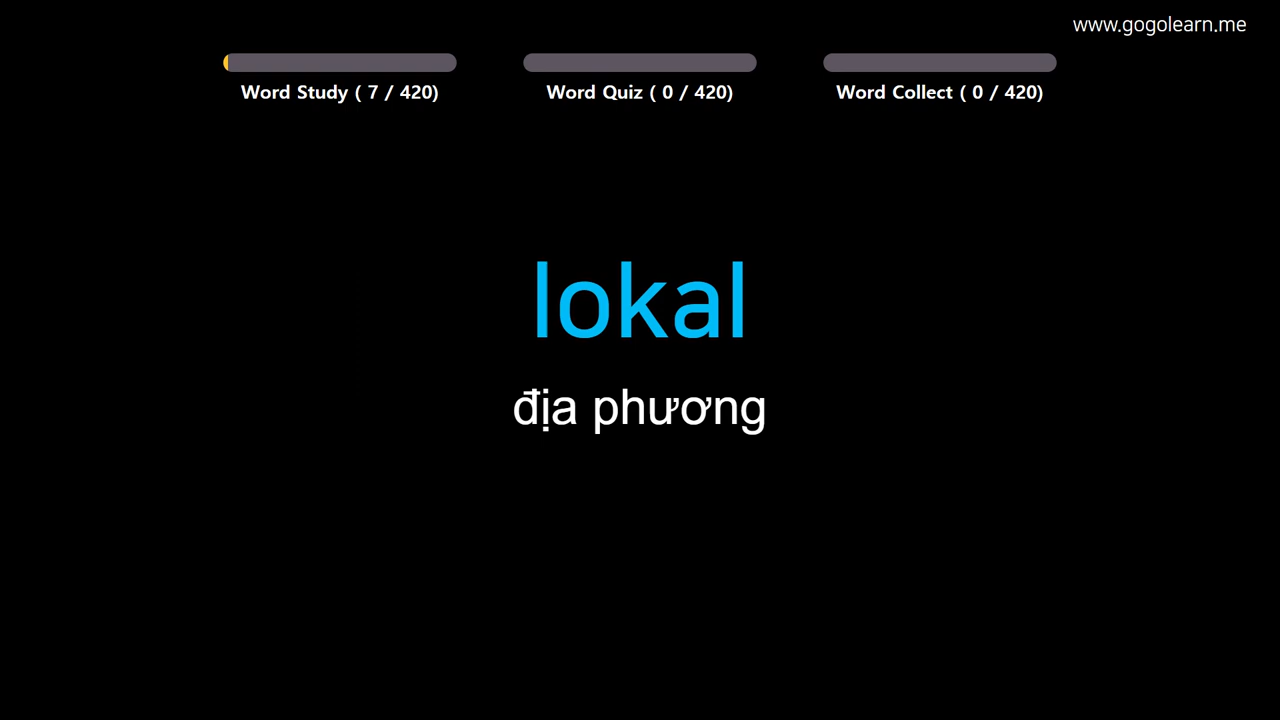 www.gogolearn.me
Word Study ( 7 / 420)
Word Quiz ( 0 / 420)
Word Collect ( 0 / 420)
lokal
địa phương